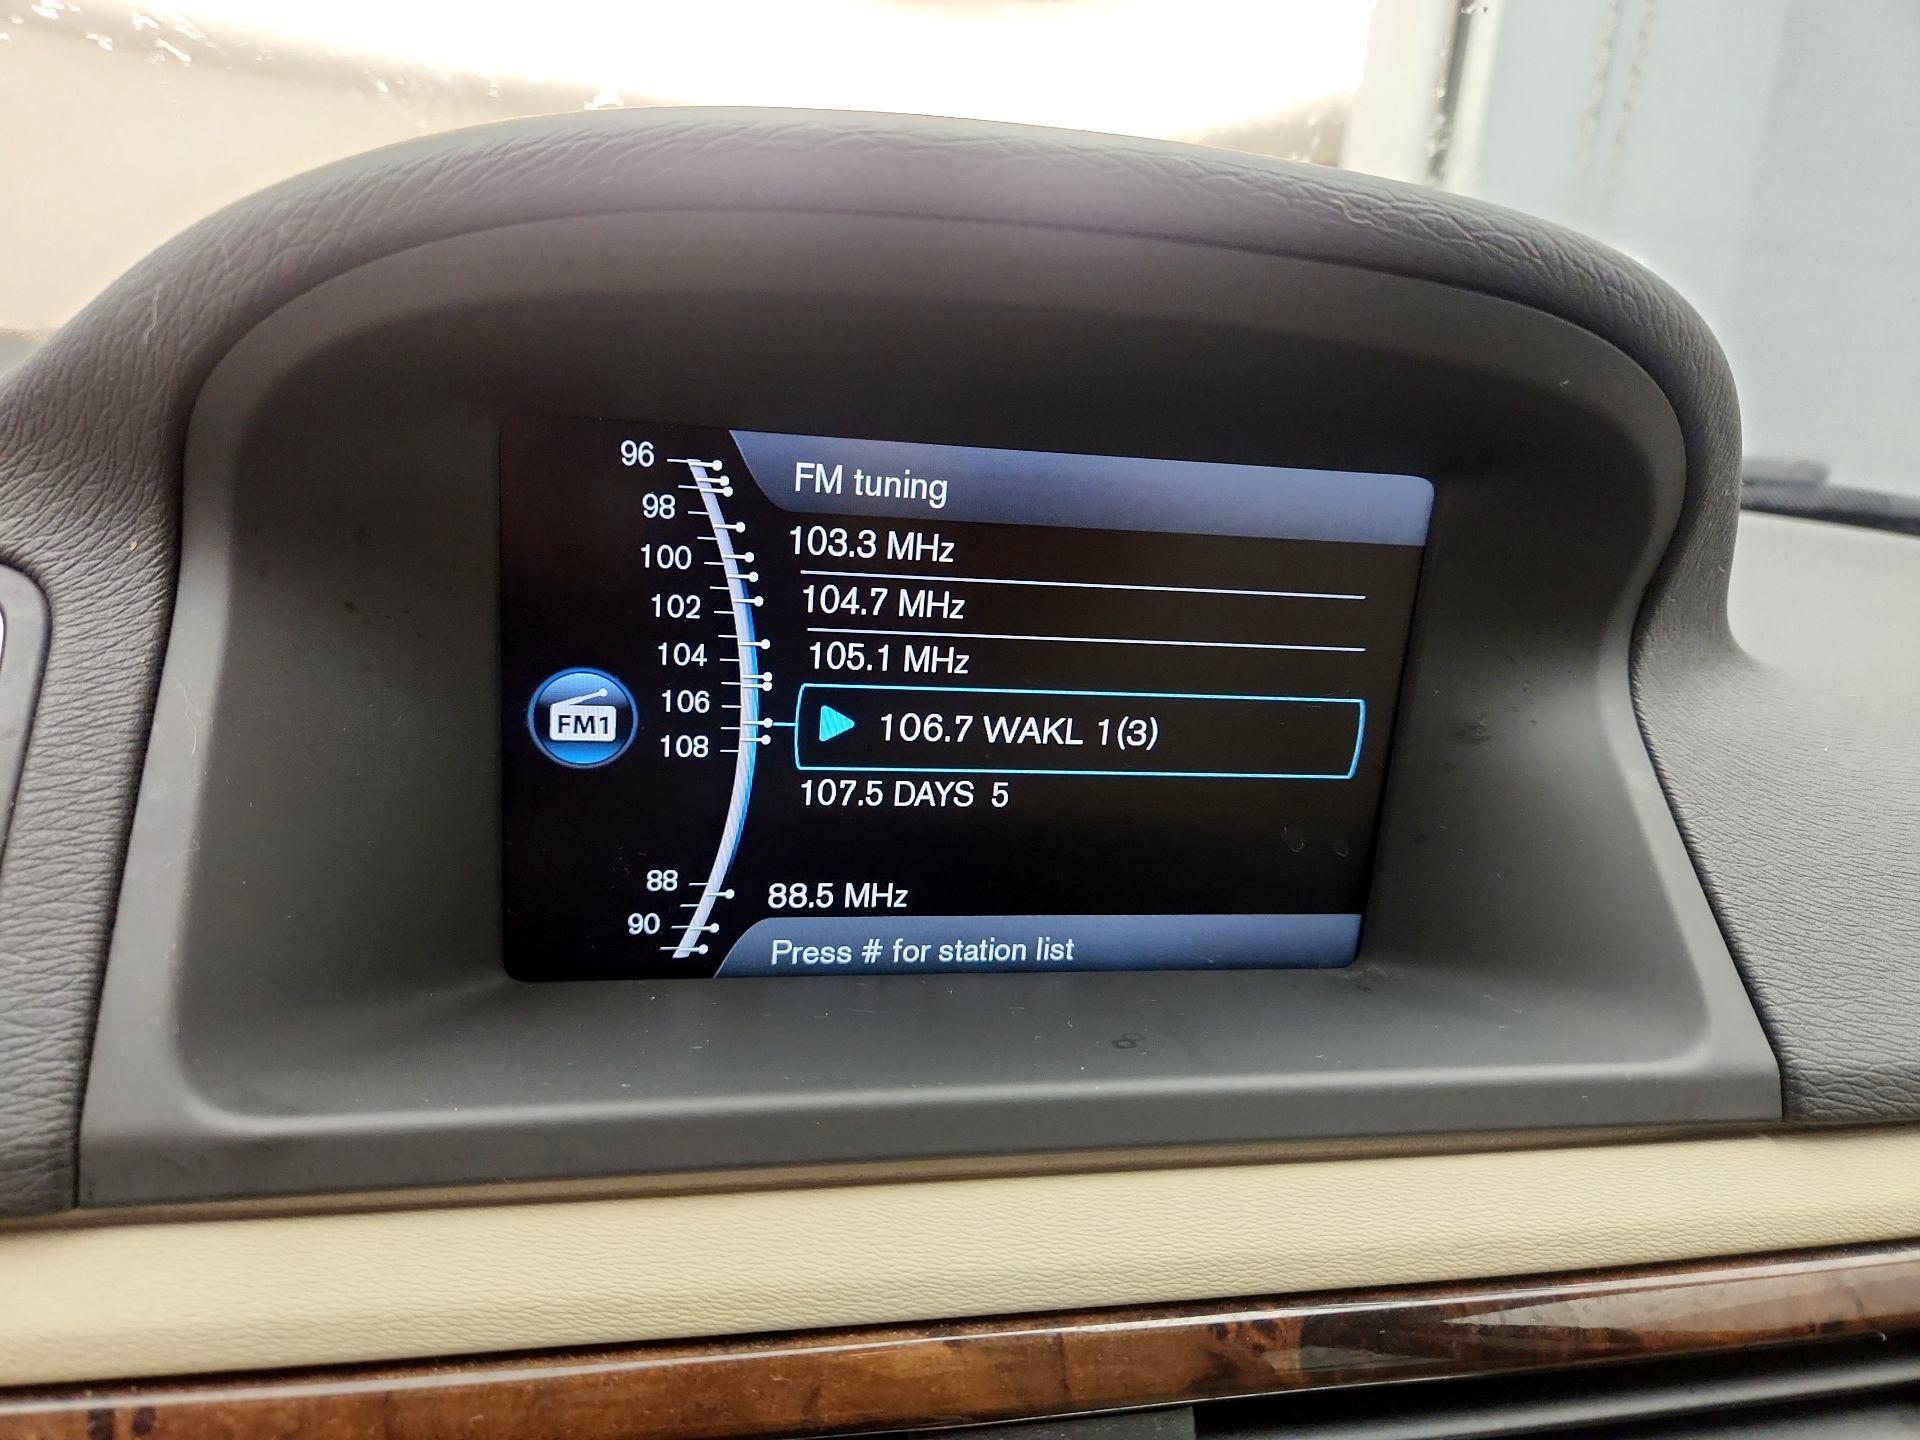 FM tuning
96
98
100
102
104
106
108
88
90
FM1
103.3 MHz
104.7 MHz
105.1 MHz
106.7 WAKL 1(3)
107.5 DAYS 5
88.5 MHz
Press # for station list